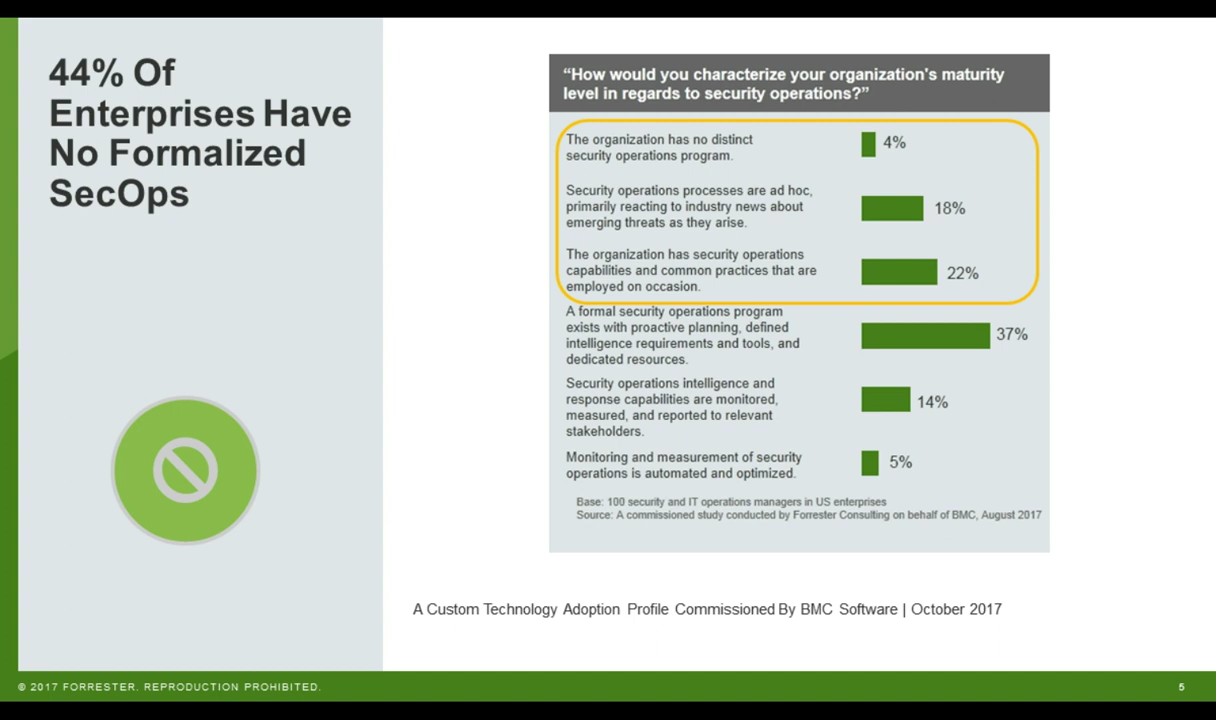 44% Of
Enterprises Have
No Formalized
SecOps
“How would you characterize your organization's maturity
level in regards to security operations?”
The organization has no distinct
security operations program.
4%
Security operations processes are ad hoc,
primarily reacting to industry news about
emerging threats as they arise.
18%
The organization has security operations
capabilities and common practices that are
employed on occasion.
22%
A formal security operations program
exists with proactive planning, defined
intelligence requirements and tools, and
dedicated resources.
37%
Security operations intelligence and
response capabilities are monitored,
measured, and reported to relevant
stakeholders.
14%
Monitoring and measurement of security
operations is automated and optimized.
5%
Base: 100 security and IT operations managers in US enterprises
Source: A commissioned study conducted by Forrester Consulting on behalf of BMC, August 2017
A Custom Technology Adoption Profile Commissioned By BMC Software | October 2017
© 2017 FORRESTER. REPRODUCTION PROHIBITED.
5